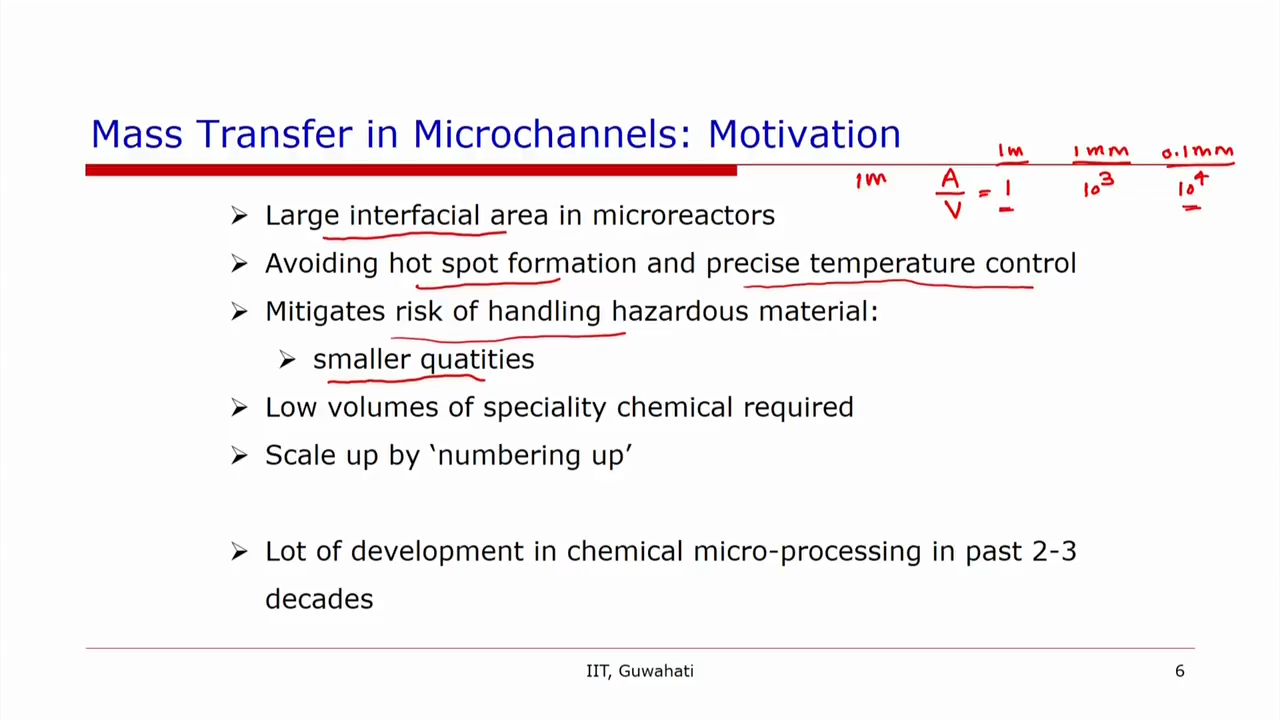 Mass Transfer in Microchannels: Motivation
1m 1mm 0.1mm
1m A/V = 1 10³ 10⁴
➢ Large interfacial area in microreactors
➢ Avoiding hot spot formation and precise temperature control
➢ Mitigates risk of handling hazardous material:
➢ smaller quatities
➢ Low volumes of speciality chemical required
➢ Scale up by ‘numbering up’
➢ Lot of development in chemical micro-processing in past 2-3
decades
IIT, Guwahati 6